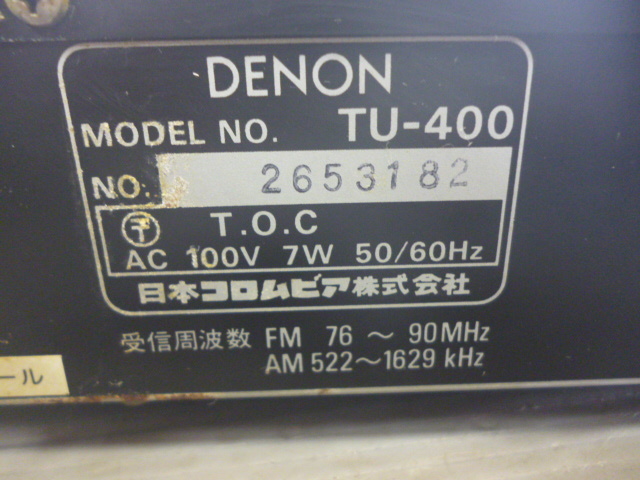 DENON
MODEL NO. TU-400
NO. 2653182
〒 T.O.C
AC 100V 7W 50/60Hz
日本コロムビア株式会社
受信周波数 FM 76 ～ 90MHz
AM 522～1629 kHz
ール